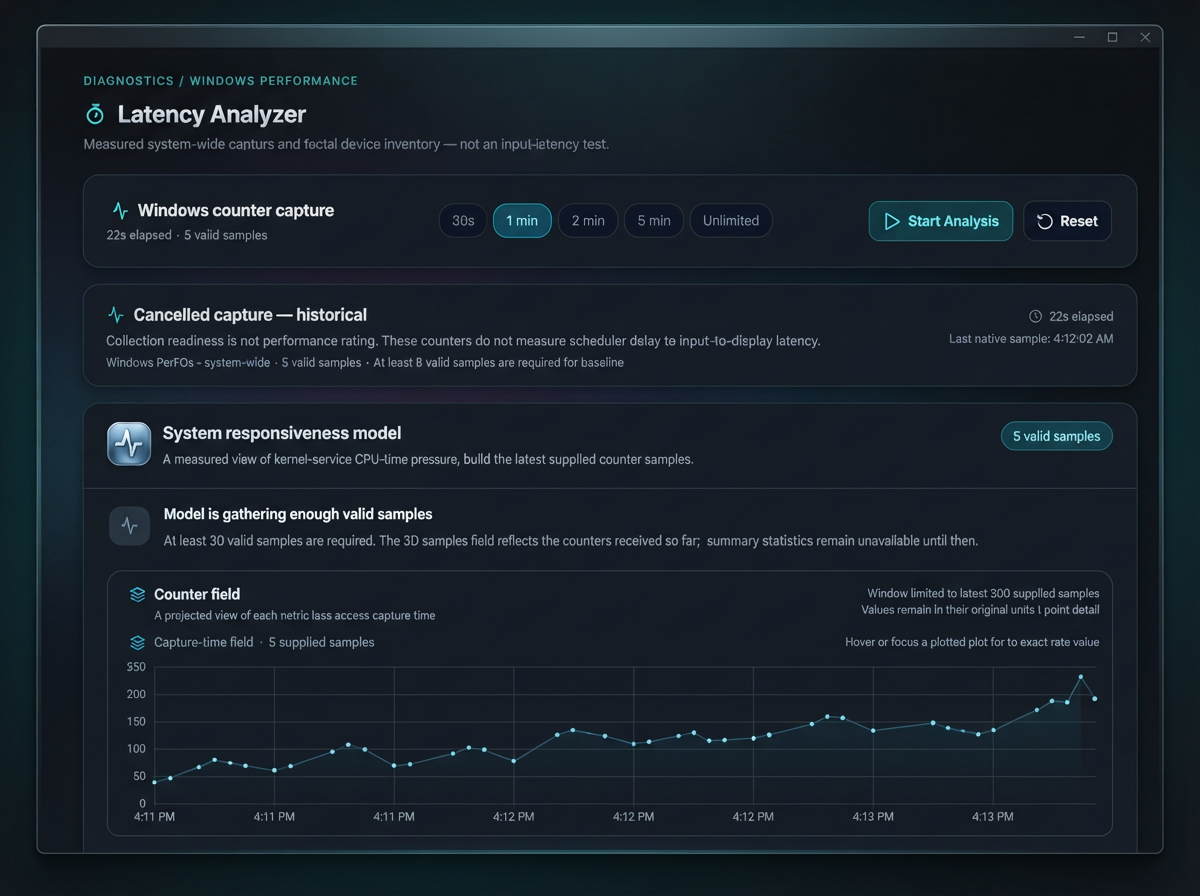 DIAGNOSTICS / WINDOWS PERFORMANCE
Latency Analyzer
Measured system-wide capturs and foctal device inventory — not an input-iatency test.
Windows counter capture
22s elapsed · 5 valid samples
30s
1 min
2 min
5 min
Unlimited
Start Analysis
Reset
Cancelled capture — historical
22s elapsed
Collection readiness is not performance rating. These counters do not measure scheduler delay te input-to-display latency.
Last native sample: 4:12:02 AM
Windows PerFOs - system-wide · 5 valid samples · At least 8 valid samples are required for baseline
System responsiveness model
5 valid samples
A measured view of kernel-service CPU-time pressure, build the latest supplled counter samples.
Model is gathering enough valid samples
At least 30 valid samples are required. The 3D samples field reflects the counters received so far; summary statistics remain unavailable until then.
Counter field
Window limited to latest 300 supplled samples
A projected view of each netric lass access capture time
Values remain in their original units l point detail
Capture-time field · 5 supplied samples
Hover or focus a plotted plot for to exact rate value
S50
200
150
100
50
0
4:11 PM
4:11 PM
4:11 PM
4:12 PM
4:12 PM
4:12 PM
4:13 PM
4:13 PM